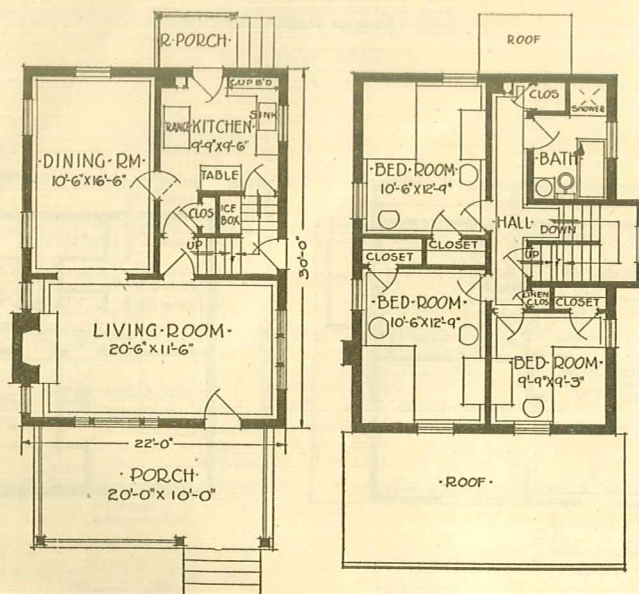 R·PORCH·
CUPB'D
SINK
RANGE
·KITCHEN·
9'-9"X9'-6"
·DINING·RM·
10'-6"X16'-6"
TABLE
CLOS
ICE
BOX
UP
30'-0"
LIVING·ROOM·
20'-6"X11'-6"
22'-0"
·PORCH·
20'-0"X10'-0"
ROOF
CLOS
SHOWER
·BATH·
·BED·ROOM·
10'-6"X12'-9"
HALL
DOWN
UP
CLOSET
CLOSET
·BED·ROOM·
10'-6"X12'-9"
LINEN
CLOS
CLOSET
·BED·ROOM·
9'-9"X9'-3"
·ROOF·